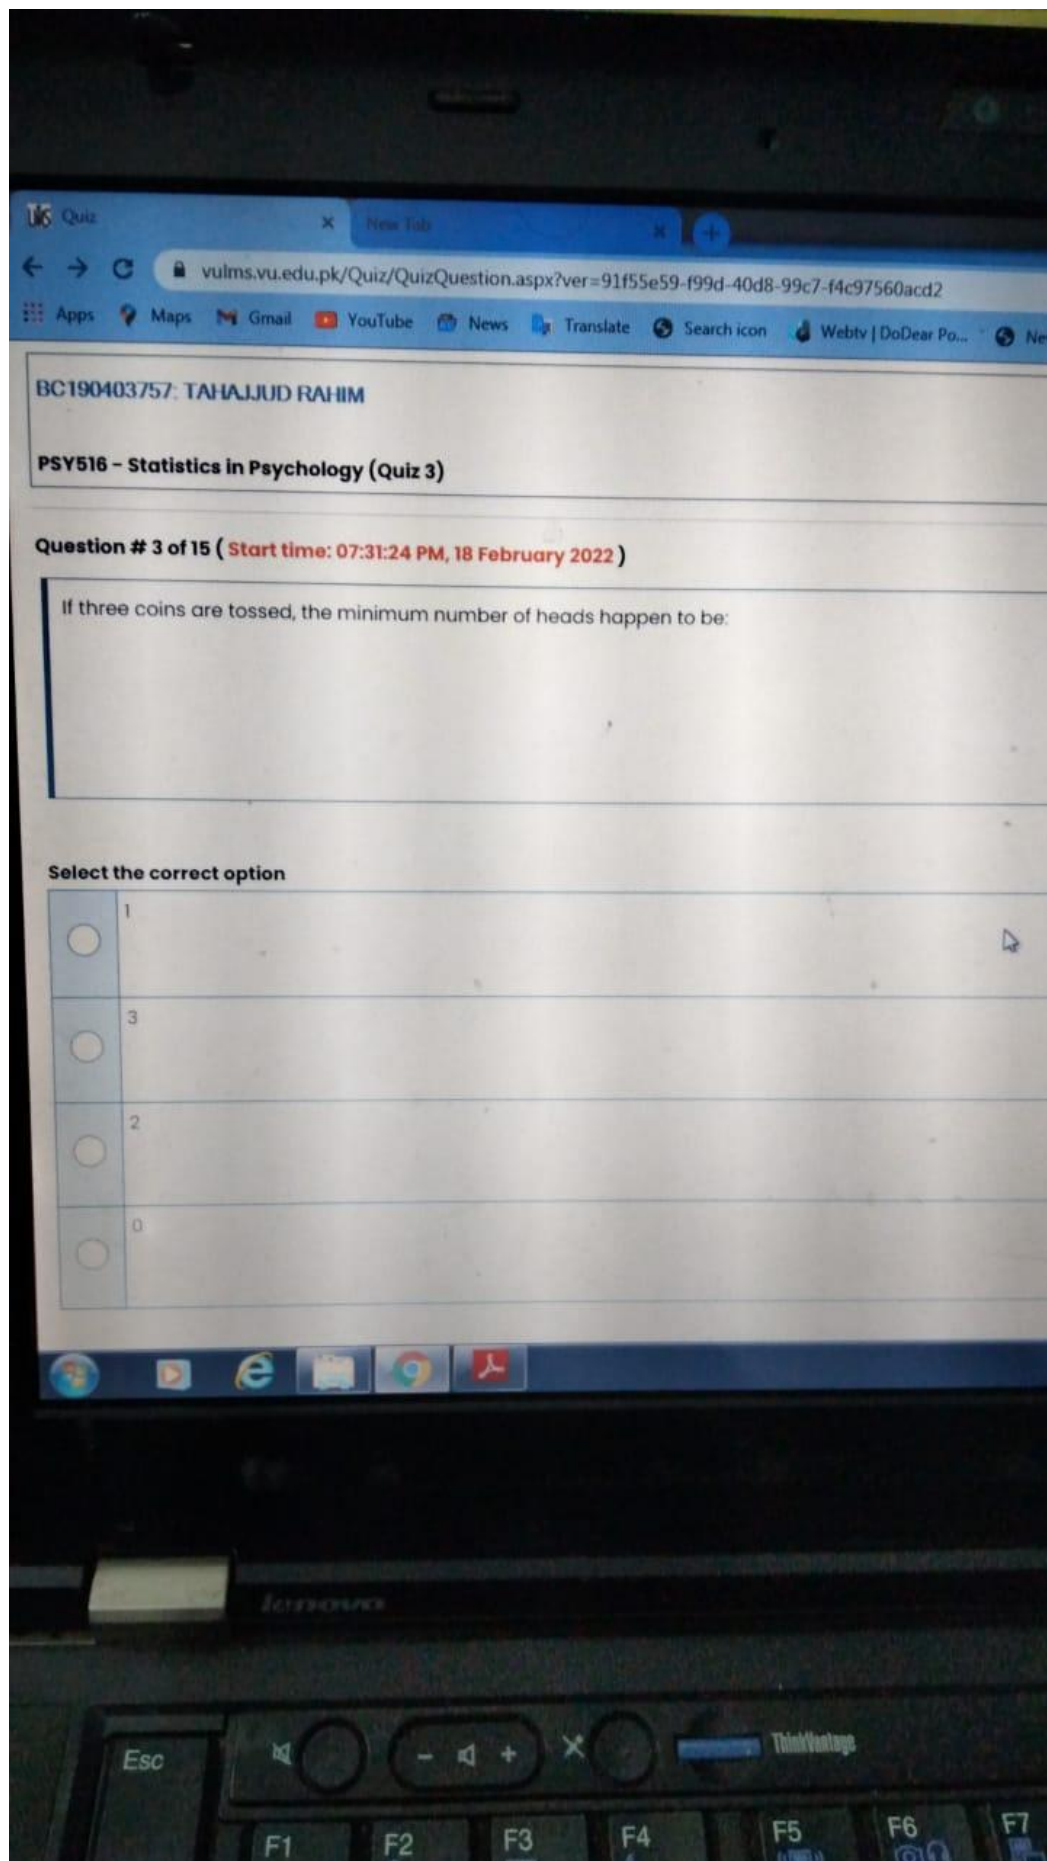 Quiz
New Tab
vulms.vu.edu.pk/Quiz/QuizQuestion.aspx?ver=91f55e59-f99d-40d8-99c7-f4c97560acd2
Apps Maps Gmail YouTube News Translate Search icon Webtv | DoDear Po... Ne
BC190403757: TAHAJJUD RAHIM
PSY516 - Statistics in Psychology (Quiz 3)
Question # 3 of 15 ( Start time: 07:31:24 PM, 18 February 2022 )
If three coins are tossed, the minimum number of heads happen to be:
Select the correct option
1
3
2
0
lenovo
ThinkVantage
Esc
F1 F2 F3 F4 F5 F6 F7